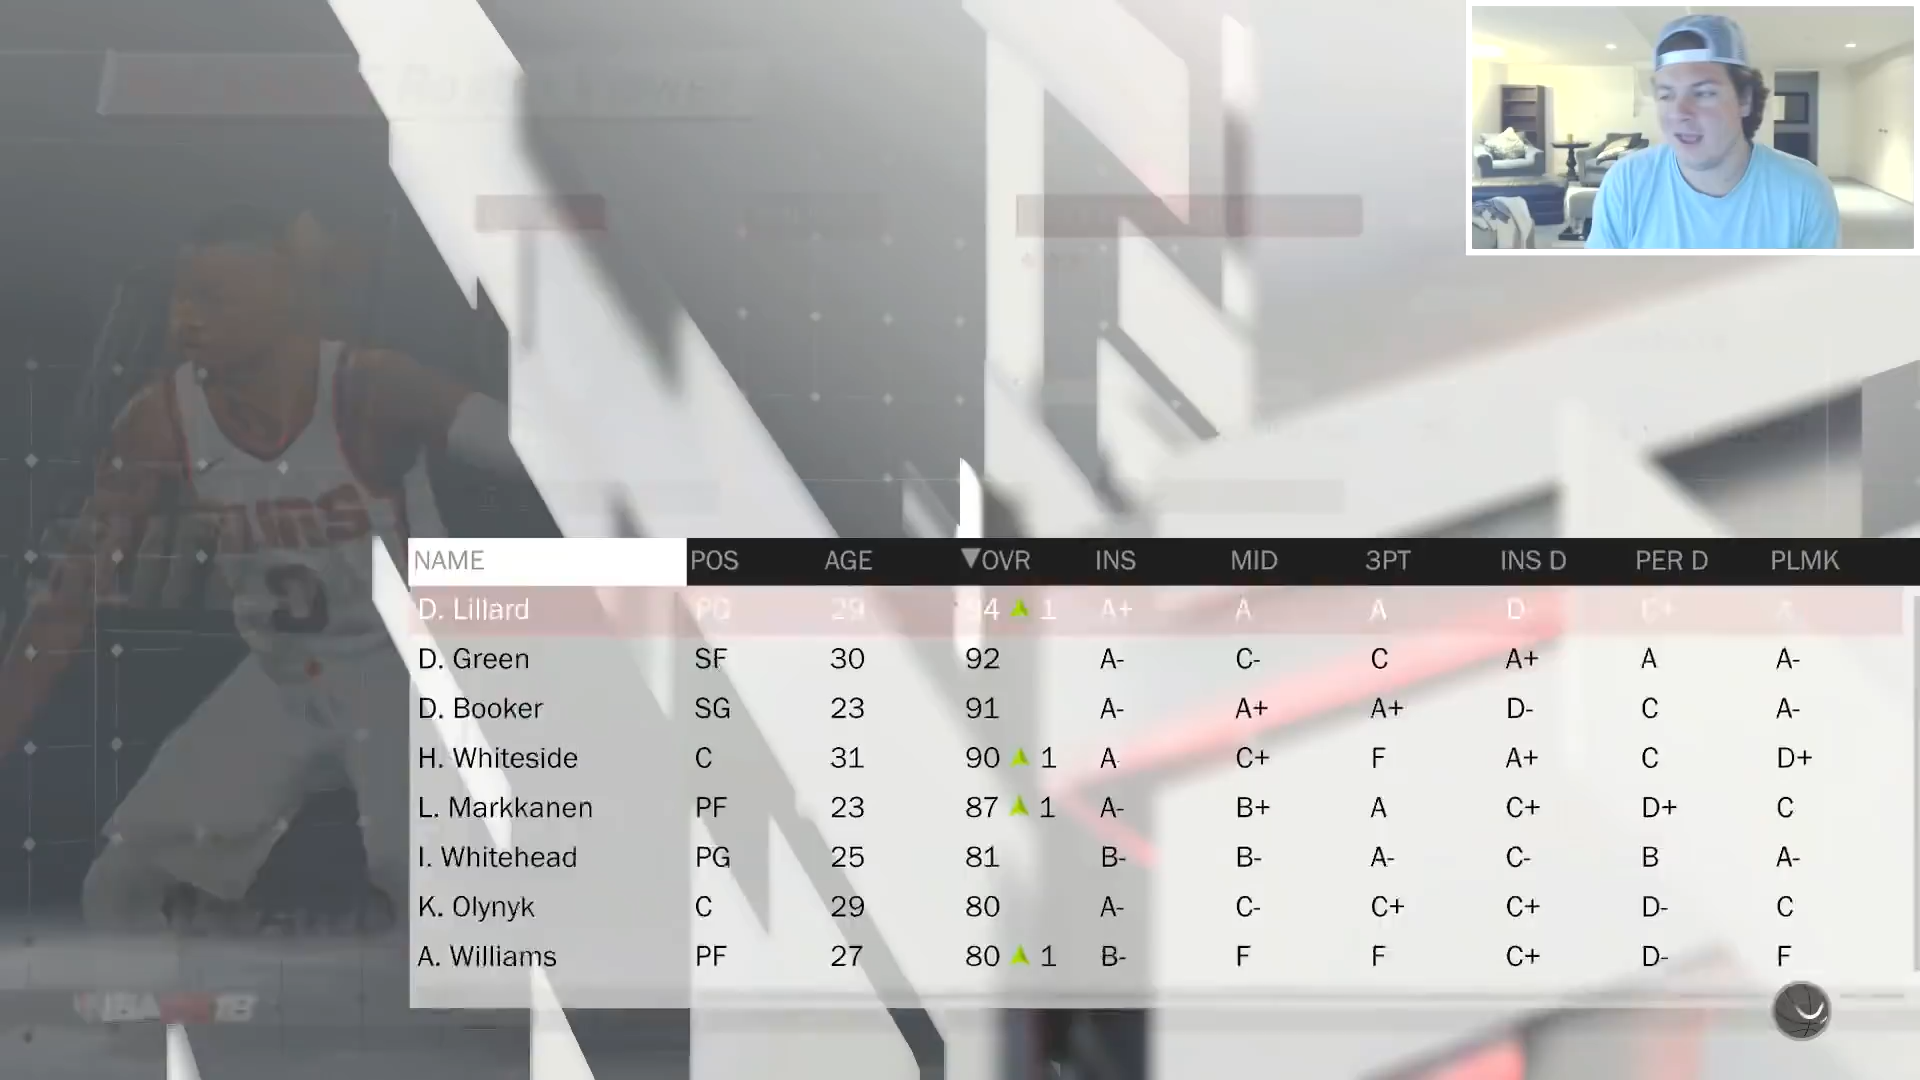 NAME POS AGE ▼OVR INS MID 3PT INS D PER D PLMK
D. Lillard PG 29 94 ▲ 1 A+ A A D- C+ A
D. Green SF 30 92 A- C- C A+ A A-
D. Booker SG 23 91 A- A+ A+ D- C A-
H. Whiteside C 31 90 ▲ 1 A- C+ F A+ C D+
L. Markkanen PF 23 87 ▲ 1 A- B+ A C+ D+ C
I. Whitehead PG 25 81 B- B- A- C- B A-
K. Olynyk C 29 80 A- C- C+ C+ D- C
A. Williams PF 27 80 ▲ 1 B- F F C+ D- F
NBA 2K18